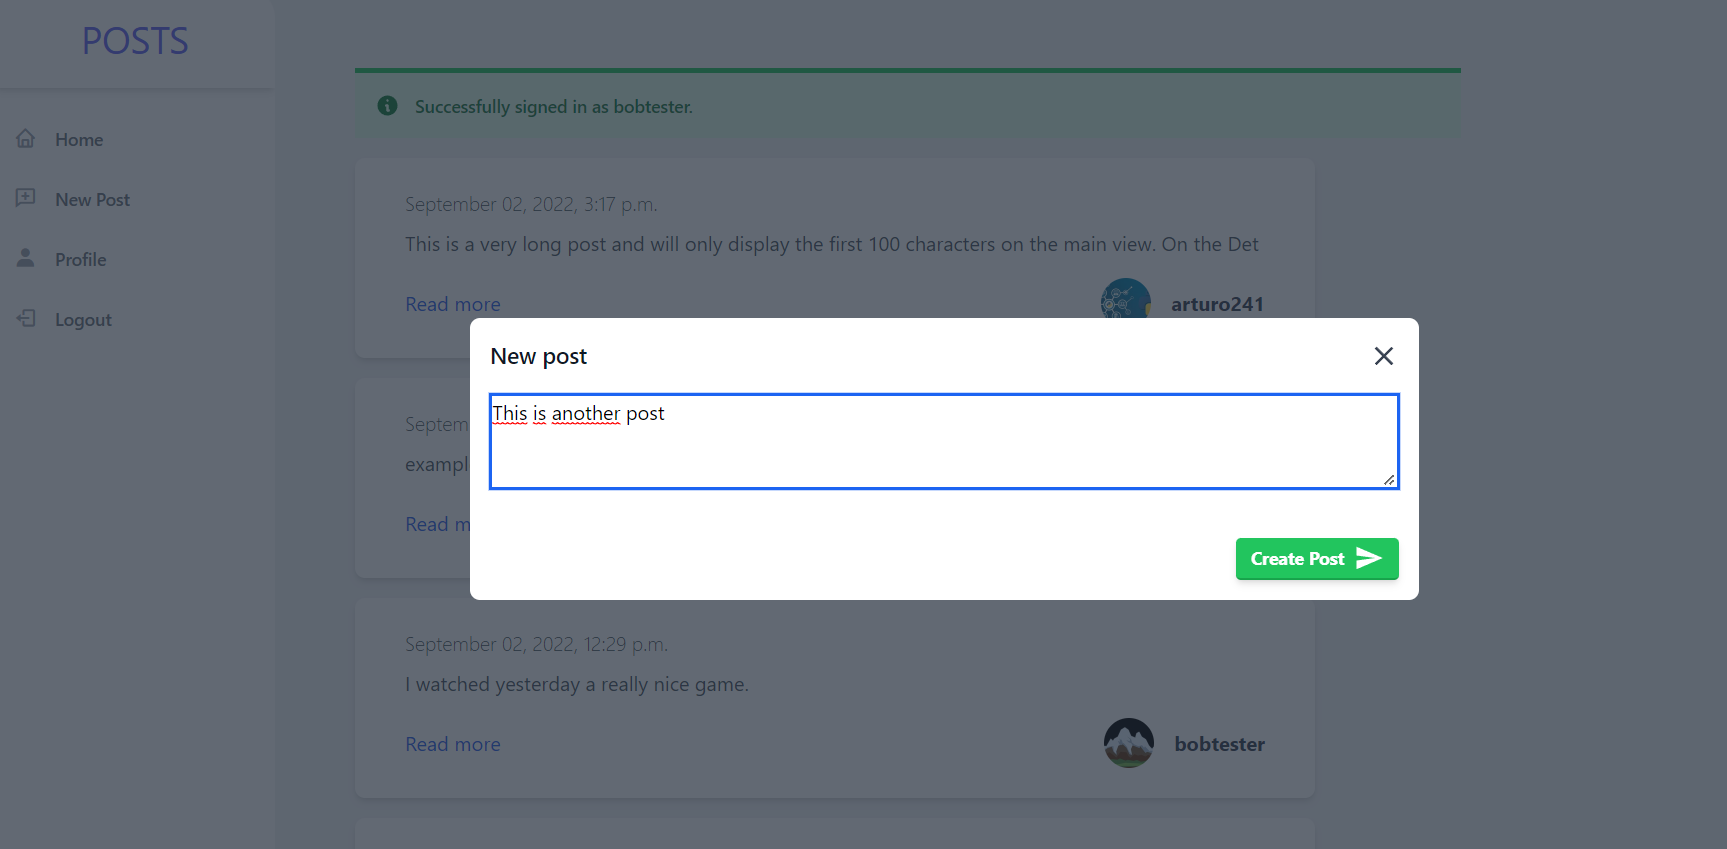 POSTS
Home
New Post
Profile
Logout
Successfully signed in as bobtester.
September 02, 2022, 3:17 p.m.
This is a very long post and will only display the first 100 characters on the main view. On the Det
Read more
arturo241
New post
This is another post
Create Post
Read
September 02, 2022, 12:29 p.m.
I watched yesterday a really nice game.
Read more
bobtester